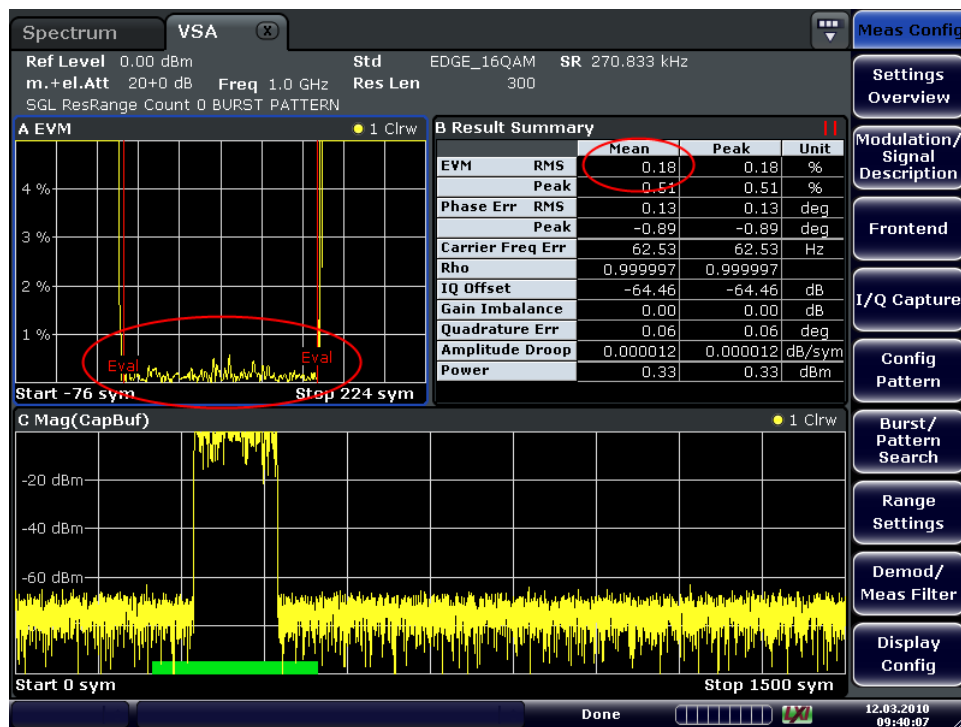 Spectrum
VSA
X
Ref Level 0.00 dBm Std EDGE_16QAM SR 270.833 kHz
m.+el.Att 20+0 dB Freq 1.0 GHz Res Len 300
SGL ResRange Count 0 BURST PATTERN
A EVM 1 Clrw
4 %
3 %
2 %
1 %
Eval Eval
Start -76 sym Stop 224 sym
B Result Summary
Mean Peak Unit
EVM RMS 0.18 0.18 %
Peak 0.51 0.51 %
Phase Err RMS 0.13 0.13 deg
Peak -0.89 -0.89 deg
Carrier Freq Err 62.53 62.53 Hz
Rho 0.999997 0.999997
IQ Offset -64.46 -64.46 dB
Gain Imbalance 0.00 0.00 dB
Quadrature Err 0.06 0.06 deg
Amplitude Droop 0.000012 0.000012 dB/sym
Power 0.33 0.33 dBm
C Mag(CapBuf) 1 Clrw
-20 dBm
-40 dBm
-60 dBm
Start 0 sym Stop 1500 sym
Meas Config
Settings
Overview
Modulation/
Signal
Description
Frontend
I/Q Capture
Config
Pattern
Burst/
Pattern
Search
Range
Settings
Demod/
Meas Filter
Display
Config
Done
LXI
12.03.2010
09:40:07